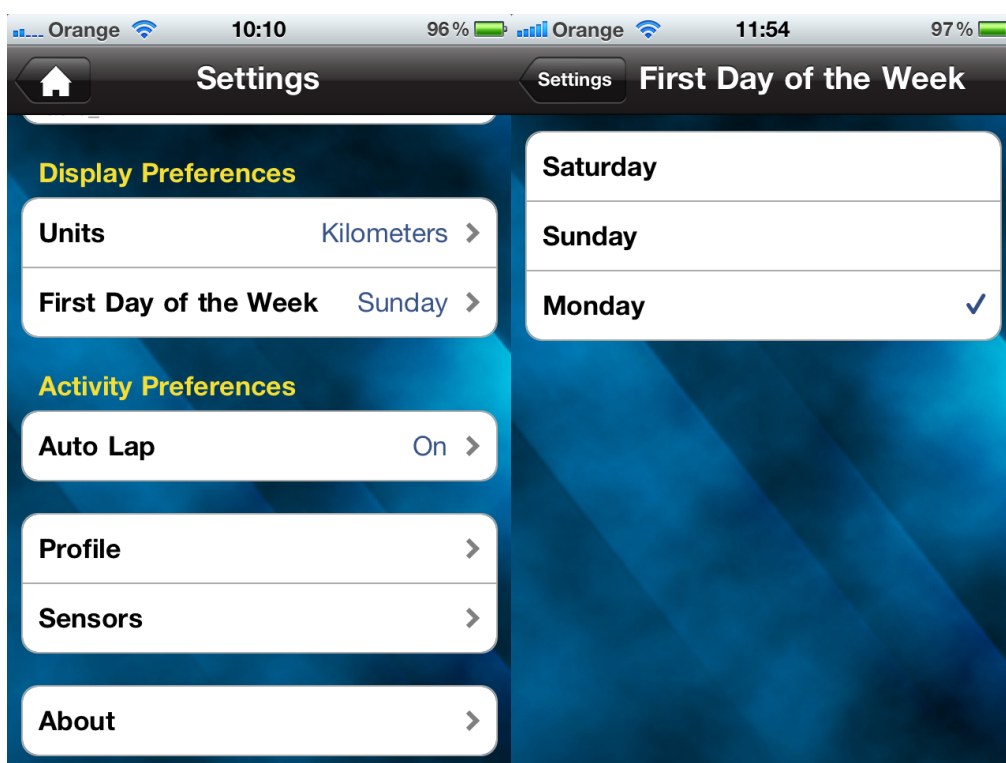 Orange 10:10 96%
Settings
Display Preferences
Units Kilometers
First Day of the Week Sunday
Activity Preferences
Auto Lap On
Profile
Sensors
About
Orange 11:54 97%
Settings First Day of the Week
Saturday
Sunday
Monday